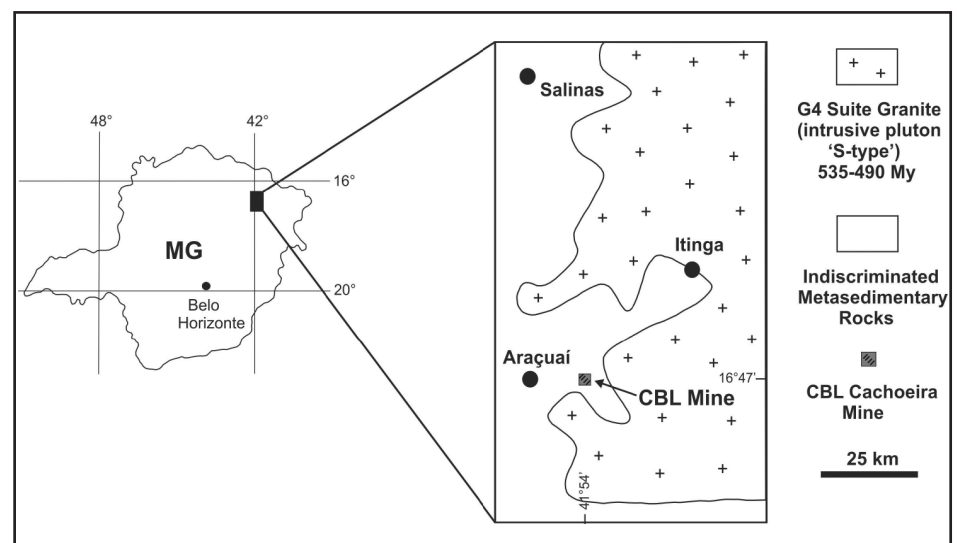 48°
42°
16°
MG
20°
Belo
Horizonte
Salinas
Itinga
Araçuaí
16°47'
CBL Mine
41°54'
G4 Suite Granite
(intrusive pluton
'S-type')
535-490 My
Indiscriminated
Metasedimentary
Rocks
CBL Cachoeira
Mine
25 km